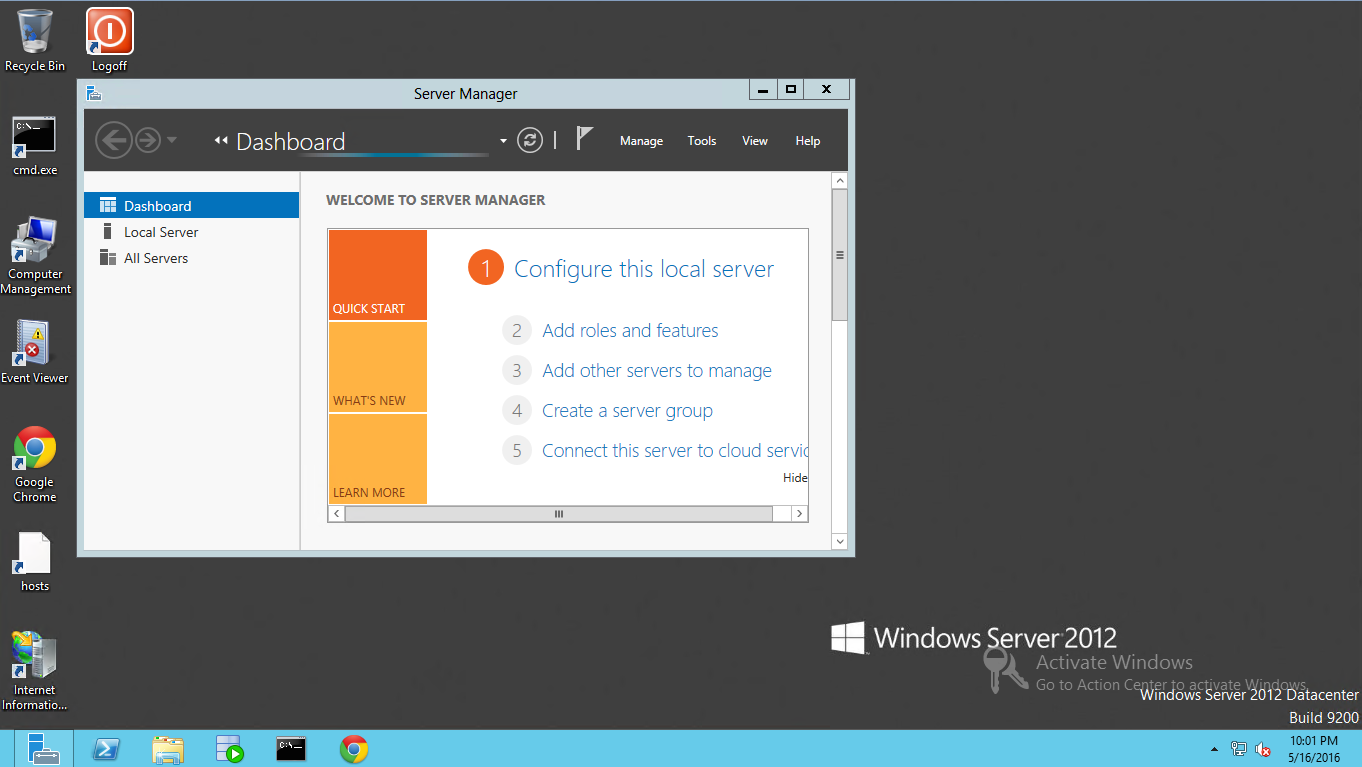 Recycle Bin
Logoff
cmd.exe
Computer
Management
Event Viewer
Google
Chrome
hosts
Internet
Informatio...
Server Manager
Dashboard
Manage
Tools
View
Help
Dashboard
Local Server
All Servers
WELCOME TO SERVER MANAGER
QUICK START
WHAT'S NEW
LEARN MORE
1 Configure this local server
2 Add roles and features
3 Add other servers to manage
4 Create a server group
5 Connect this server to cloud servic
Hide
Windows Server 2012
Activate Windows
Go to Action Center to activate Windows.
Windows Server 2012 Datacenter
Build 9200
10:01 PM
5/16/2016